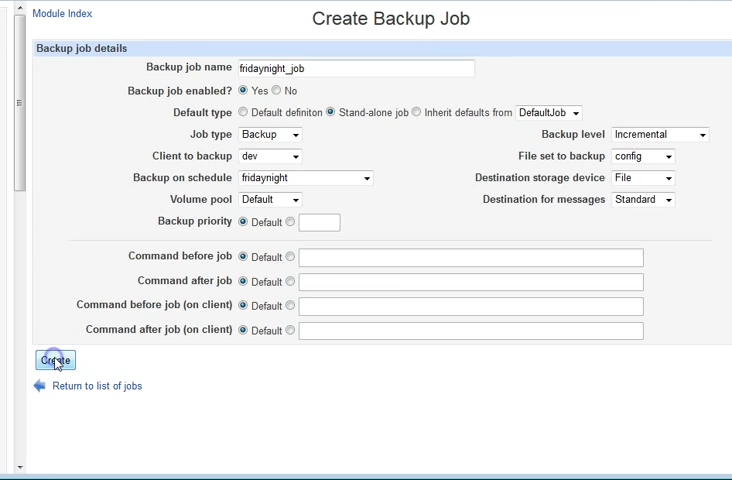 Module Index
Create Backup Job
Backup job details
Backup job name fridaynight_job
Backup job enabled? Yes No
Default type Default definiton Stand-alone job Inherit defaults from DefaultJob
Job type Backup Backup level Incremental
Client to backup dev File set to backup config
Backup on schedule fridaynight Destination storage device File
Volume pool Default Destination for messages Standard
Backup priority Default
Command before job Default
Command after job Default
Command before job (on client) Default
Command after job (on client) Default
Create
Return to list of jobs